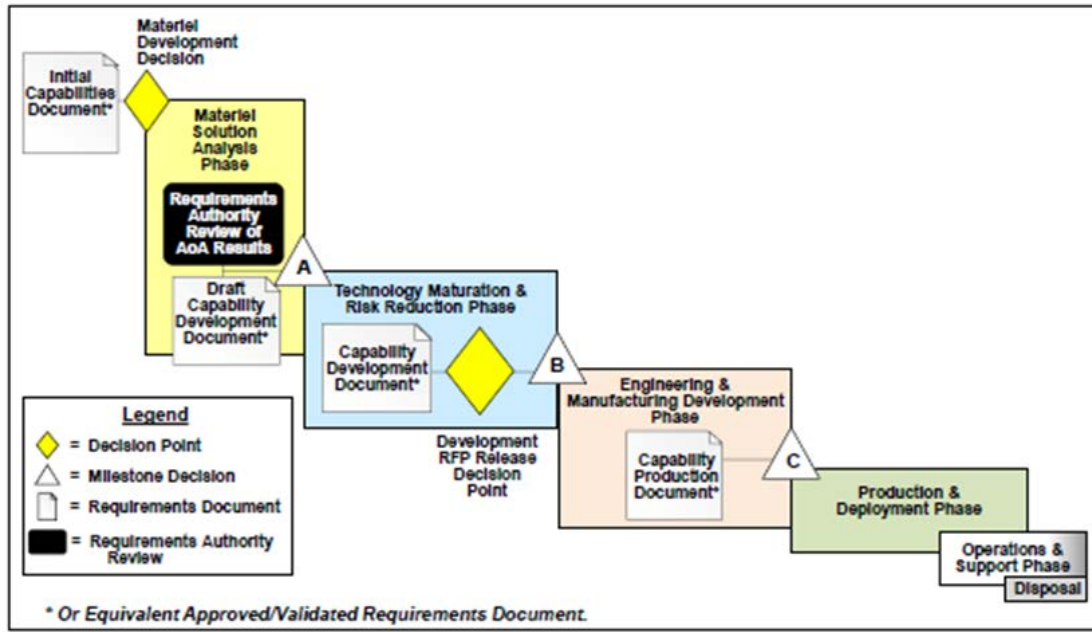 Materiel
Development
Decision
Initial
Capabilities
Document*
Materiel
Solution
Analysis
Phase
Requirements
Authority
Review of
AoA Results
A
Draft
Capability
Development
Document*
Technology Maturation &
Risk Reduction Phase
Capability
Development
Document*
B
Development
RFP Release
Decision
Point
Engineering &
Manufacturing Development
Phase
Capability
Production
Document*
C
Production &
Deployment Phase
Operations &
Support Phase
Disposal
Legend
= Decision Point
= Milestone Decision
= Requirements Document
= Requirements Authority
Review
* Or Equivalent Approved/Validated Requirements Document.